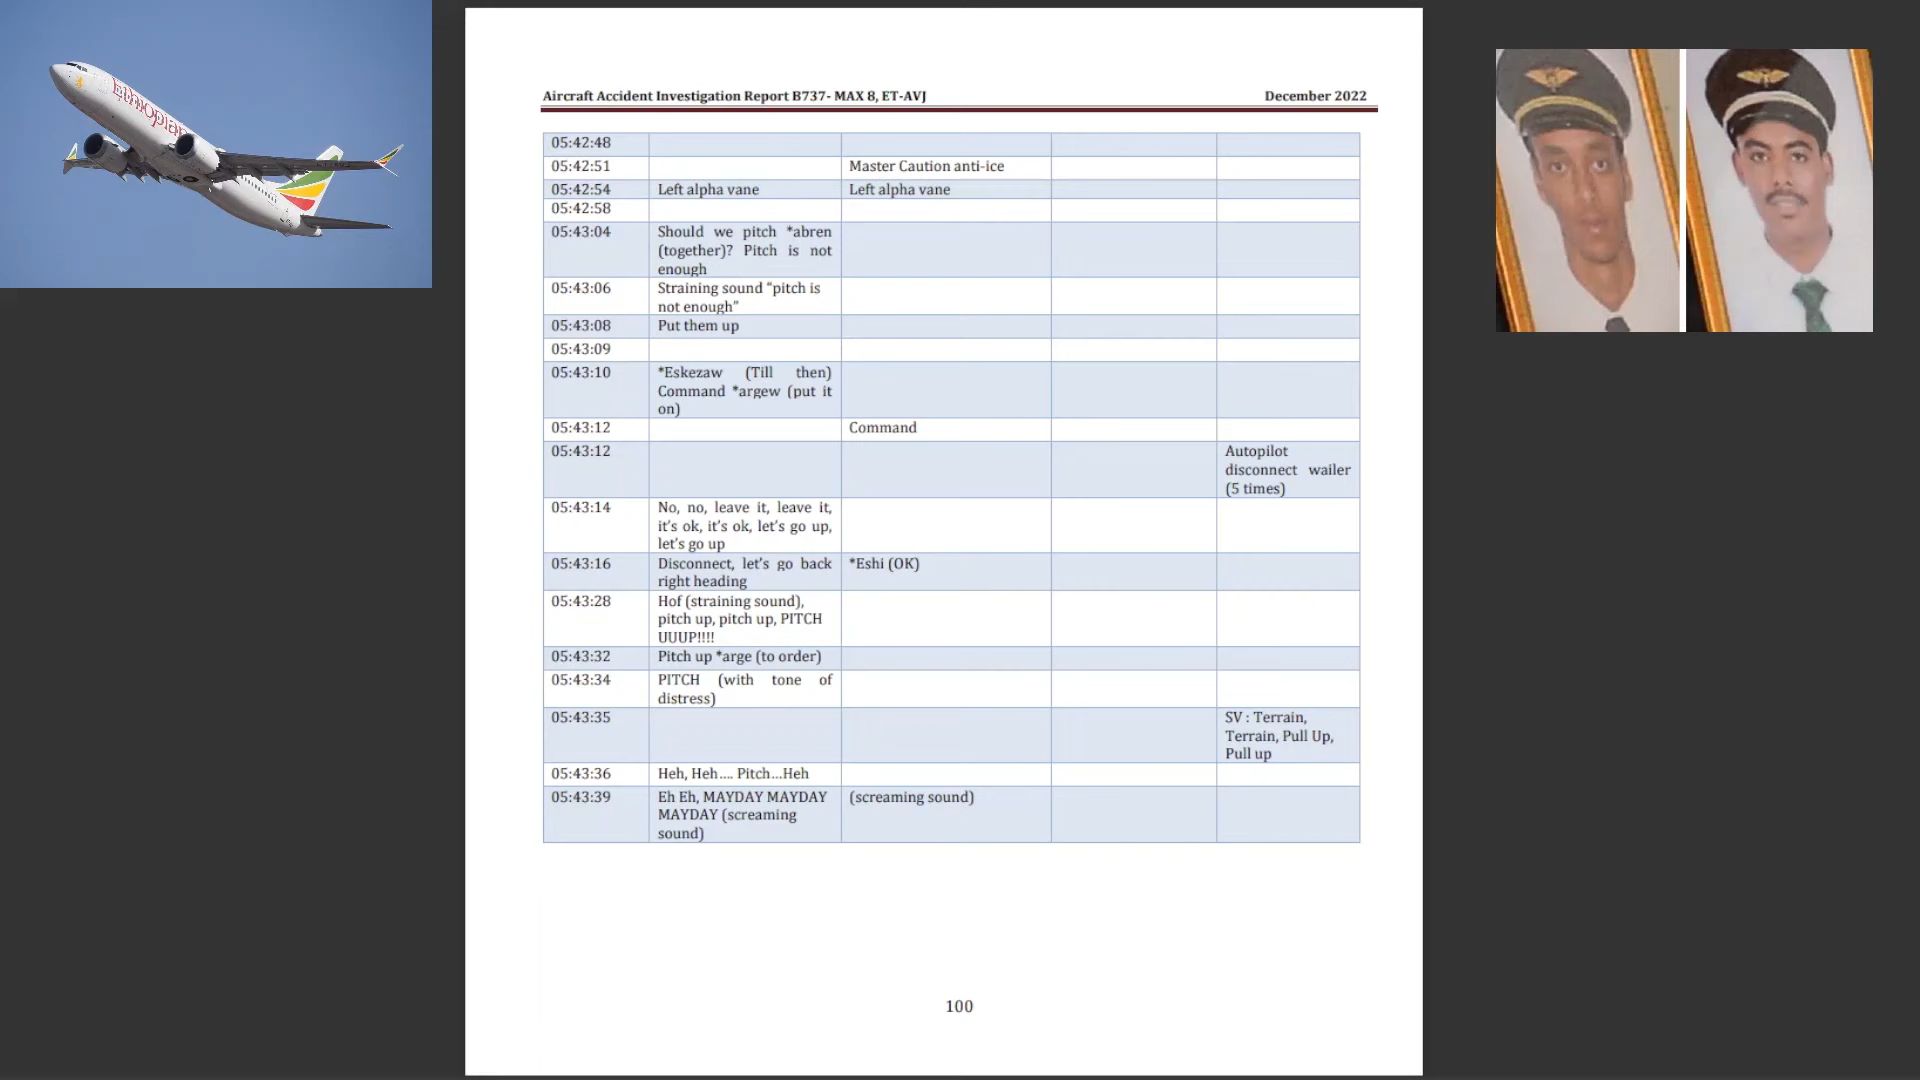 Ethiopian
Aircraft Accident Investigation Report B737- MAX 8, ET-AVJ December 2022
05:42:48
05:42:51 Master Caution anti-ice
05:42:54 Left alpha vane Left alpha vane
05:42:58
05:43:04 Should we pitch *abren
(together)? Pitch is not
enough
05:43:06 Straining sound “pitch is
not enough”
05:43:08 Put them up
05:43:09
05:43:10 *Eskezaw (Till then)
Command *argew (put it
on)
05:43:12 Command
05:43:12 Autopilot
disconnect wailer
(5 times)
05:43:14 No, no, leave it, leave it,
it’s ok, it’s ok, let’s go up,
let’s go up
05:43:16 Disconnect, let’s go back *Eshi (OK)
right heading
05:43:28 Hof (straining sound),
pitch up, pitch up, PITCH
UUUP!!!!
05:43:32 Pitch up *arge (to order)
05:43:34 PITCH (with tone of
distress)
05:43:35 SV : Terrain,
Terrain, Pull Up,
Pull up
05:43:36 Heh, Heh.... Pitch...Heh
05:43:39 Eh Eh, MAYDAY MAYDAY (screaming sound)
MAYDAY (screaming
sound)
100